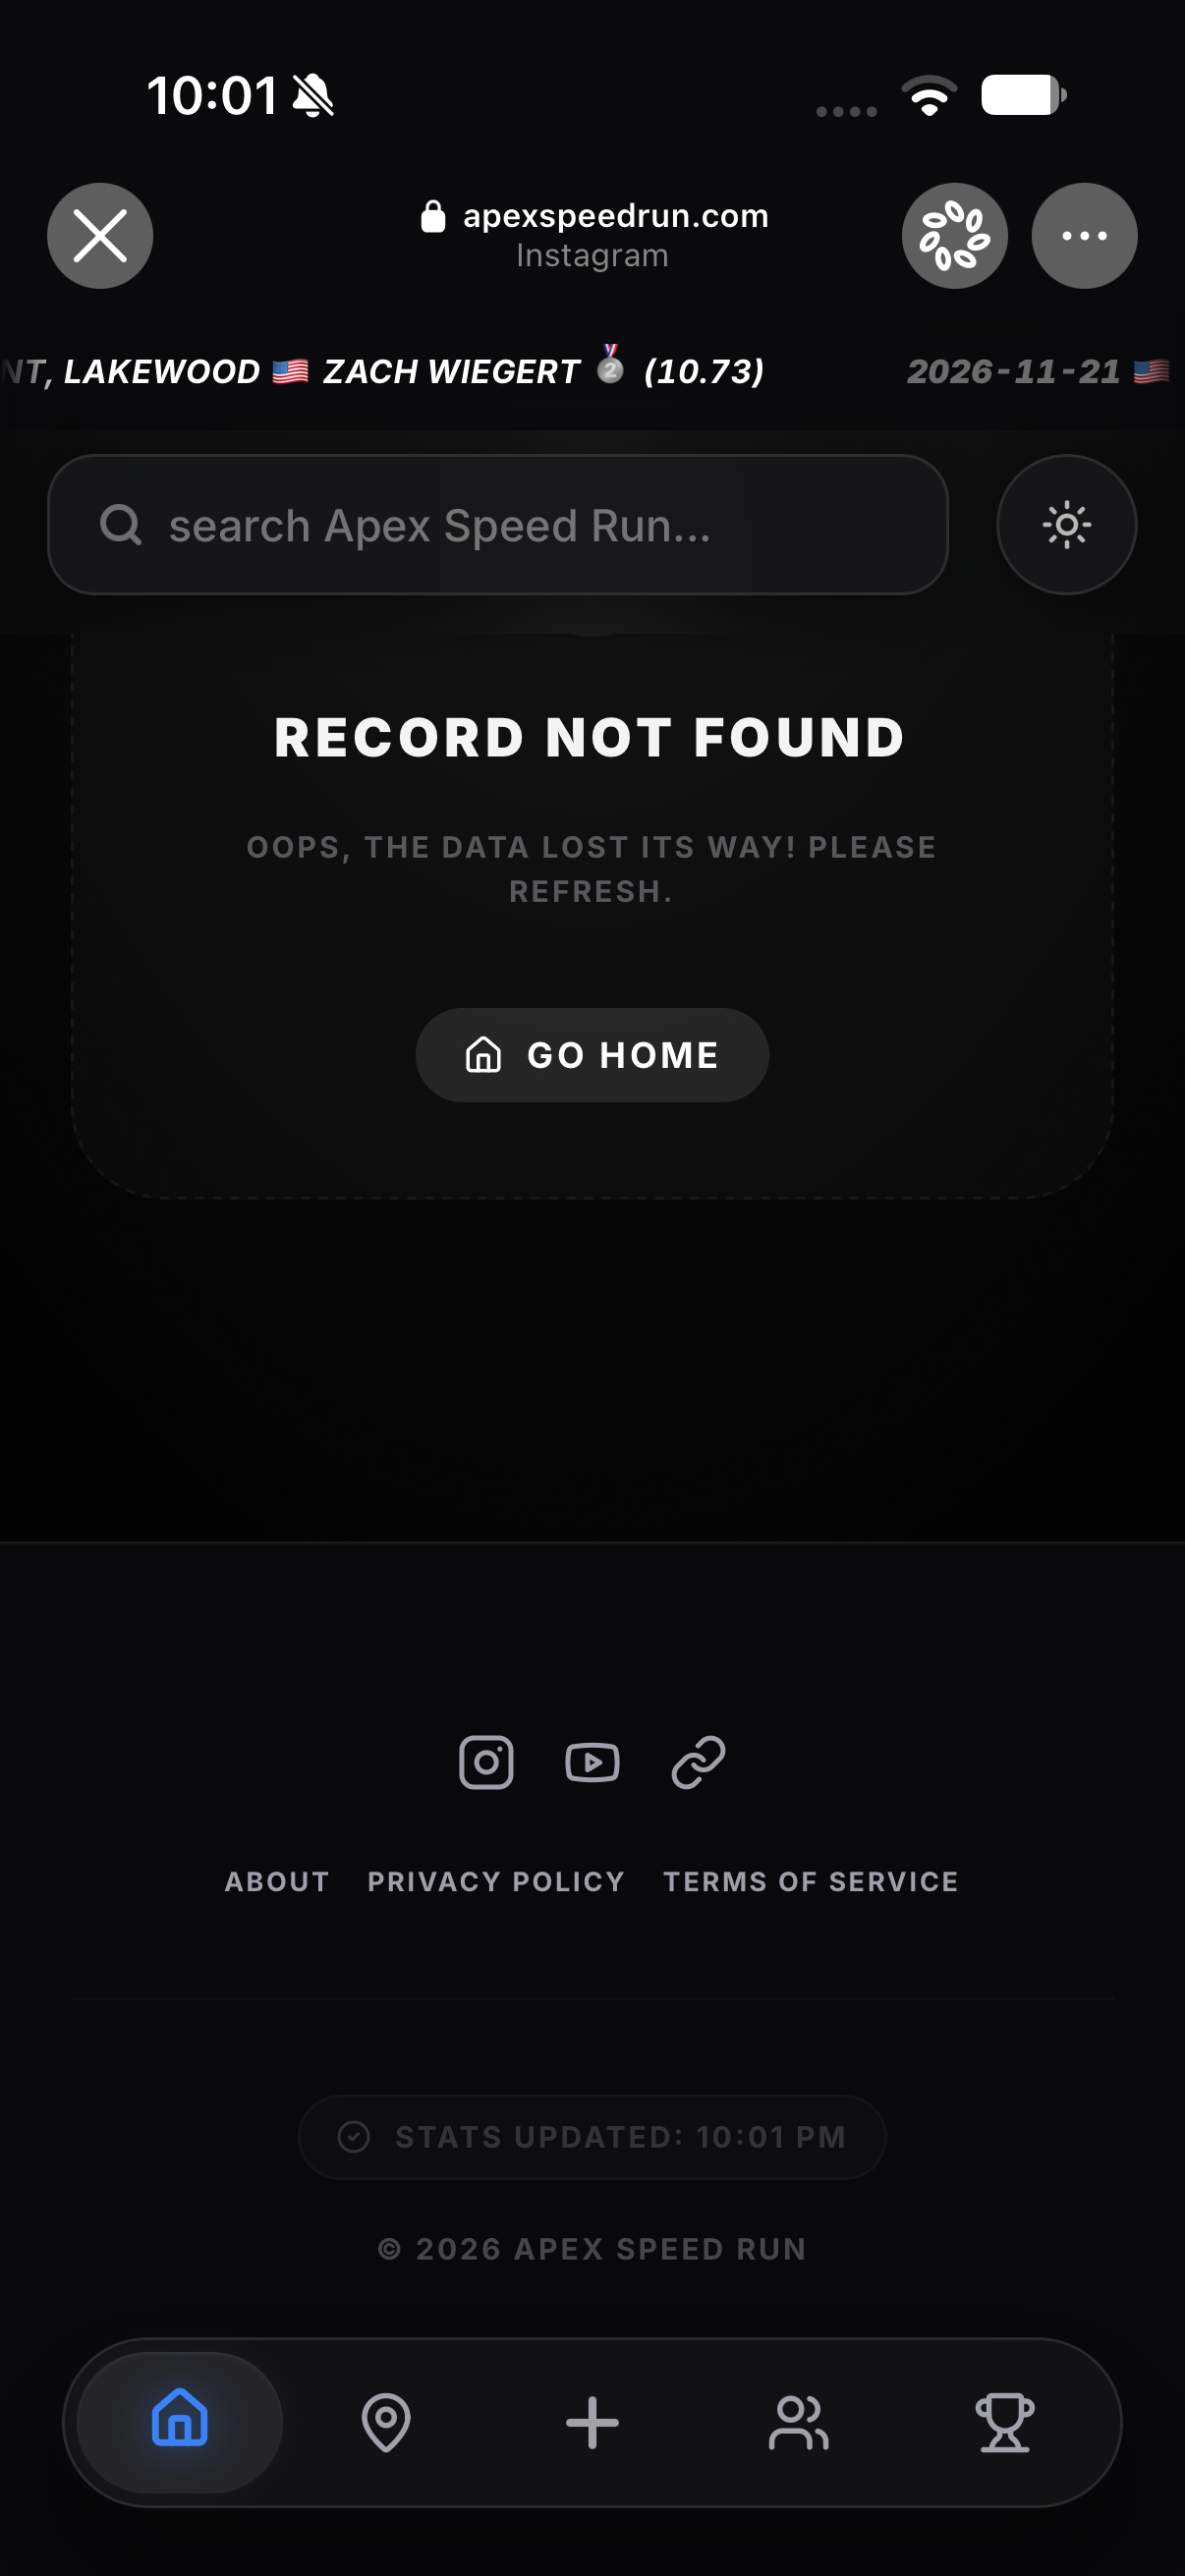 10:01
apexspeedrun.com
Instagram
NT, LAKEWOOD 🇺🇸 ZACH WIEGERT 🥈 (10.73) 2026-11-21 🇺🇸
search Apex Speed Run...
RECORD NOT FOUND
OOPS, THE DATA LOST ITS WAY! PLEASE
REFRESH.
GO HOME
ABOUT PRIVACY POLICY TERMS OF SERVICE
STATS UPDATED: 10:01 PM
© 2026 APEX SPEED RUN